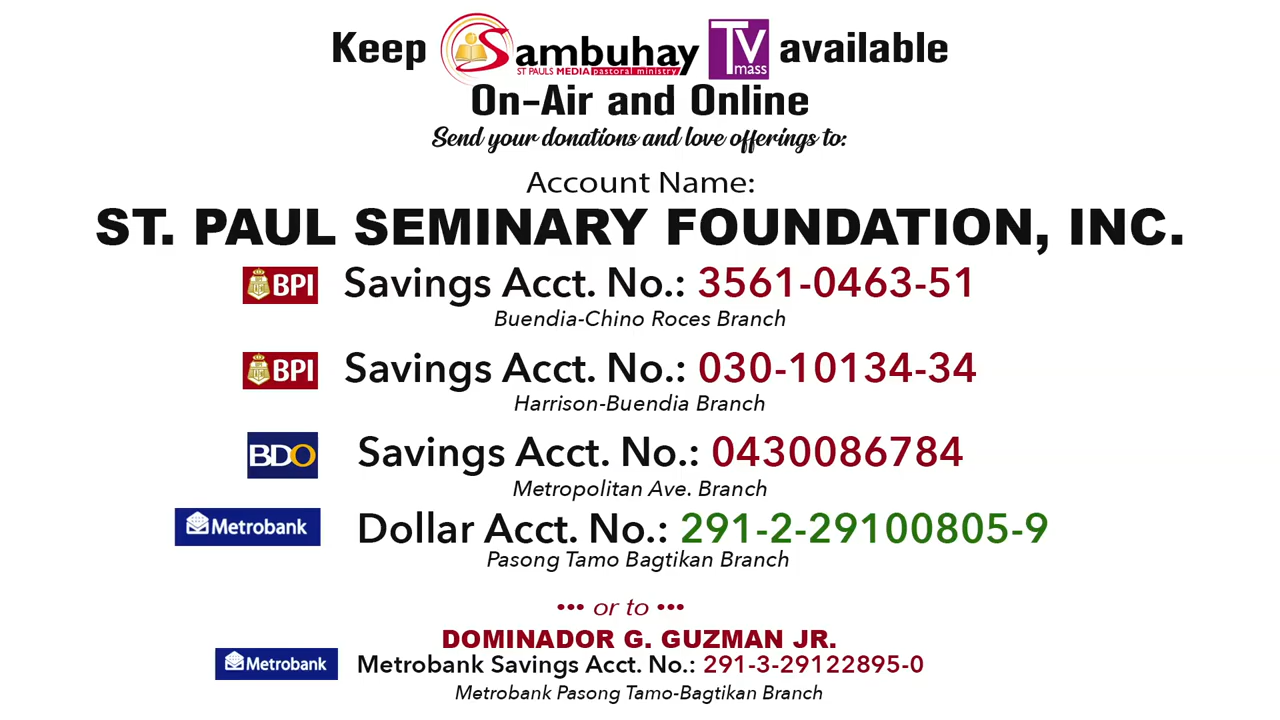 Keep Sambuhay TV mass available
ST PAULS MEDIA pastoral ministry
On-Air and Online
Send your donations and love offerings to:
Account Name:
ST. PAUL SEMINARY FOUNDATION, INC.
BPI Savings Acct. No.: 3561-0463-51
Buendia-Chino Roces Branch
BPI Savings Acct. No.: 030-10134-34
Harrison-Buendia Branch
BDO Savings Acct. No.: 0430086784
Metropolitan Ave. Branch
Metrobank Dollar Acct. No.: 291-2-29100805-9
Pasong Tamo Bagtikan Branch
••• or to •••
DOMINADOR G. GUZMAN JR.
Metrobank Metrobank Savings Acct. No.: 291-3-29122895-0
Metrobank Pasong Tamo-Bagtikan Branch